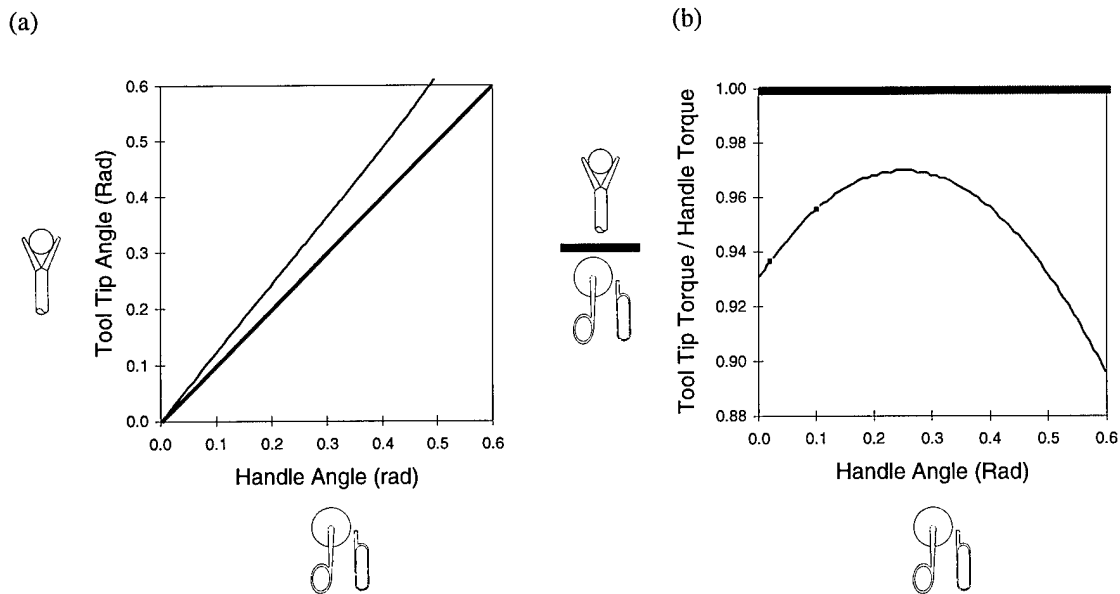 (a)
(b)
0.6
0.5
0.4
0.3
0.2
0.1
0.0
Tool Tip Angle (Rad)
0.0 0.1 0.2 0.3 0.4 0.5 0.6
Handle Angle (rad)
1.00
0.98
0.96
0.94
0.92
0.90
0.88
Tool Tip Torque / Handle Torque
0.0 0.1 0.2 0.3 0.4 0.5 0.6
Handle Angle (Rad)